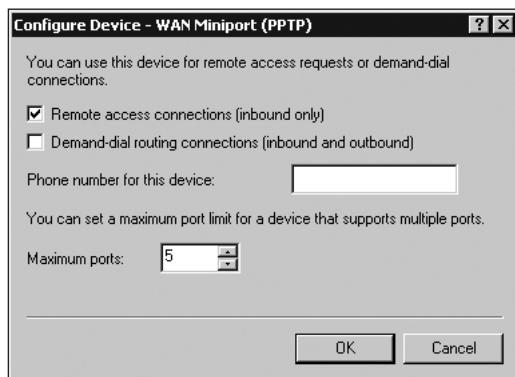 Configure Device - WAN Miniport (PPTP)
You can use this device for remote access requests or demand-dial
connections.
Remote access connections (inbound only)
Demand-dial routing connections (inbound and outbound)
Phone number for this device:
You can set a maximum port limit for a device that supports multiple ports.
Maximum ports: 5
OK Cancel